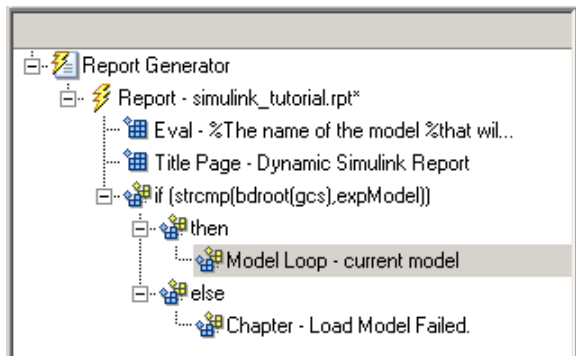 Report Generator
Report - simulink_tutorial.rpt*
Eval - %The name of the model %that wil...
Title Page - Dynamic Simulink Report
if (strcmp(bdroot(gcs),expModel))
then
Model Loop - current model
else
Chapter - Load Model Failed.